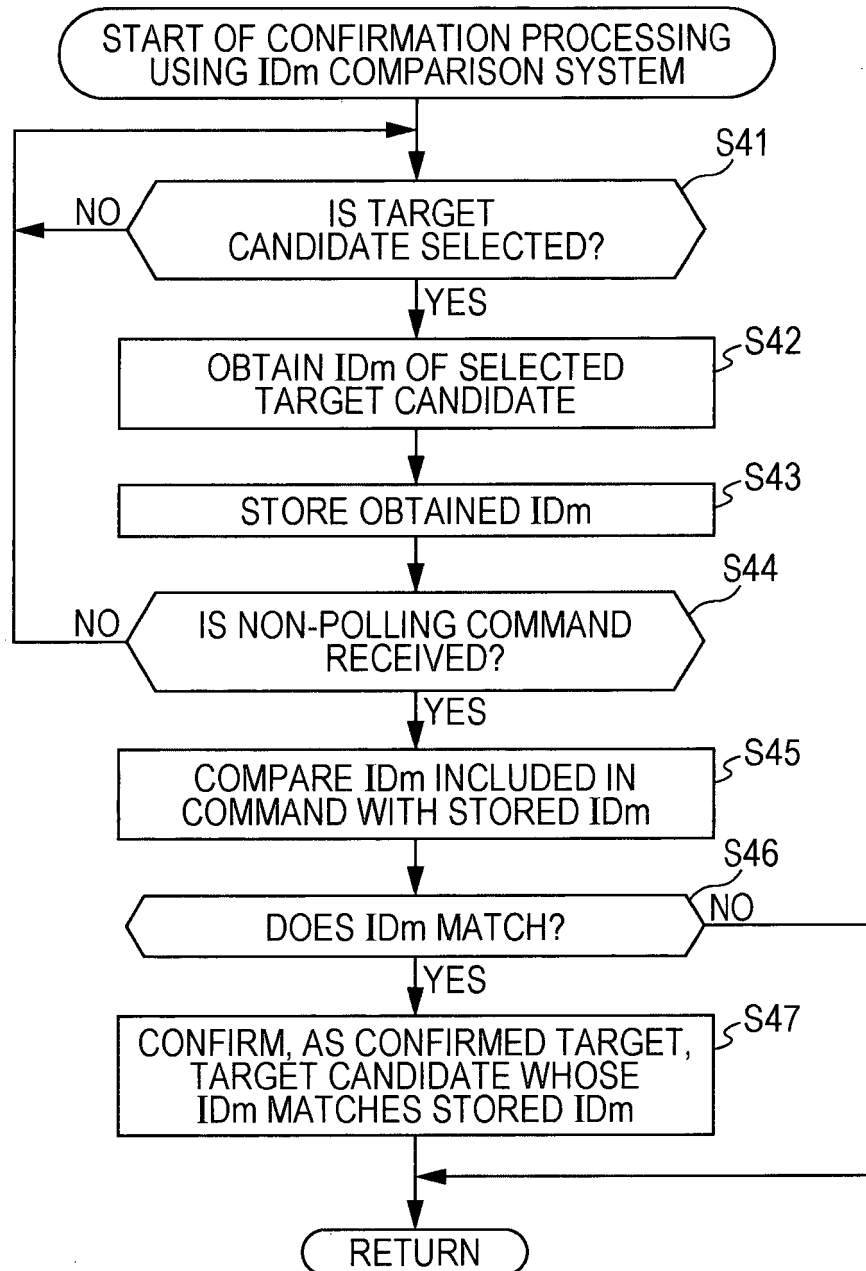 START OF CONFIRMATION PROCESSING
USING IDm COMPARISON SYSTEM
S41
NO
IS TARGET
CANDIDATE SELECTED?
YES
S42
OBTAIN IDm OF SELECTED
TARGET CANDIDATE
S43
STORE OBTAINED IDm
S44
NO
IS NON-POLLING COMMAND
RECEIVED?
YES
S45
COMPARE IDm INCLUDED IN
COMMAND WITH STORED IDm
S46
DOES IDm MATCH?
NO
YES
S47
CONFIRM, AS CONFIRMED TARGET,
TARGET CANDIDATE WHOSE
IDm MATCHES STORED IDm
RETURN